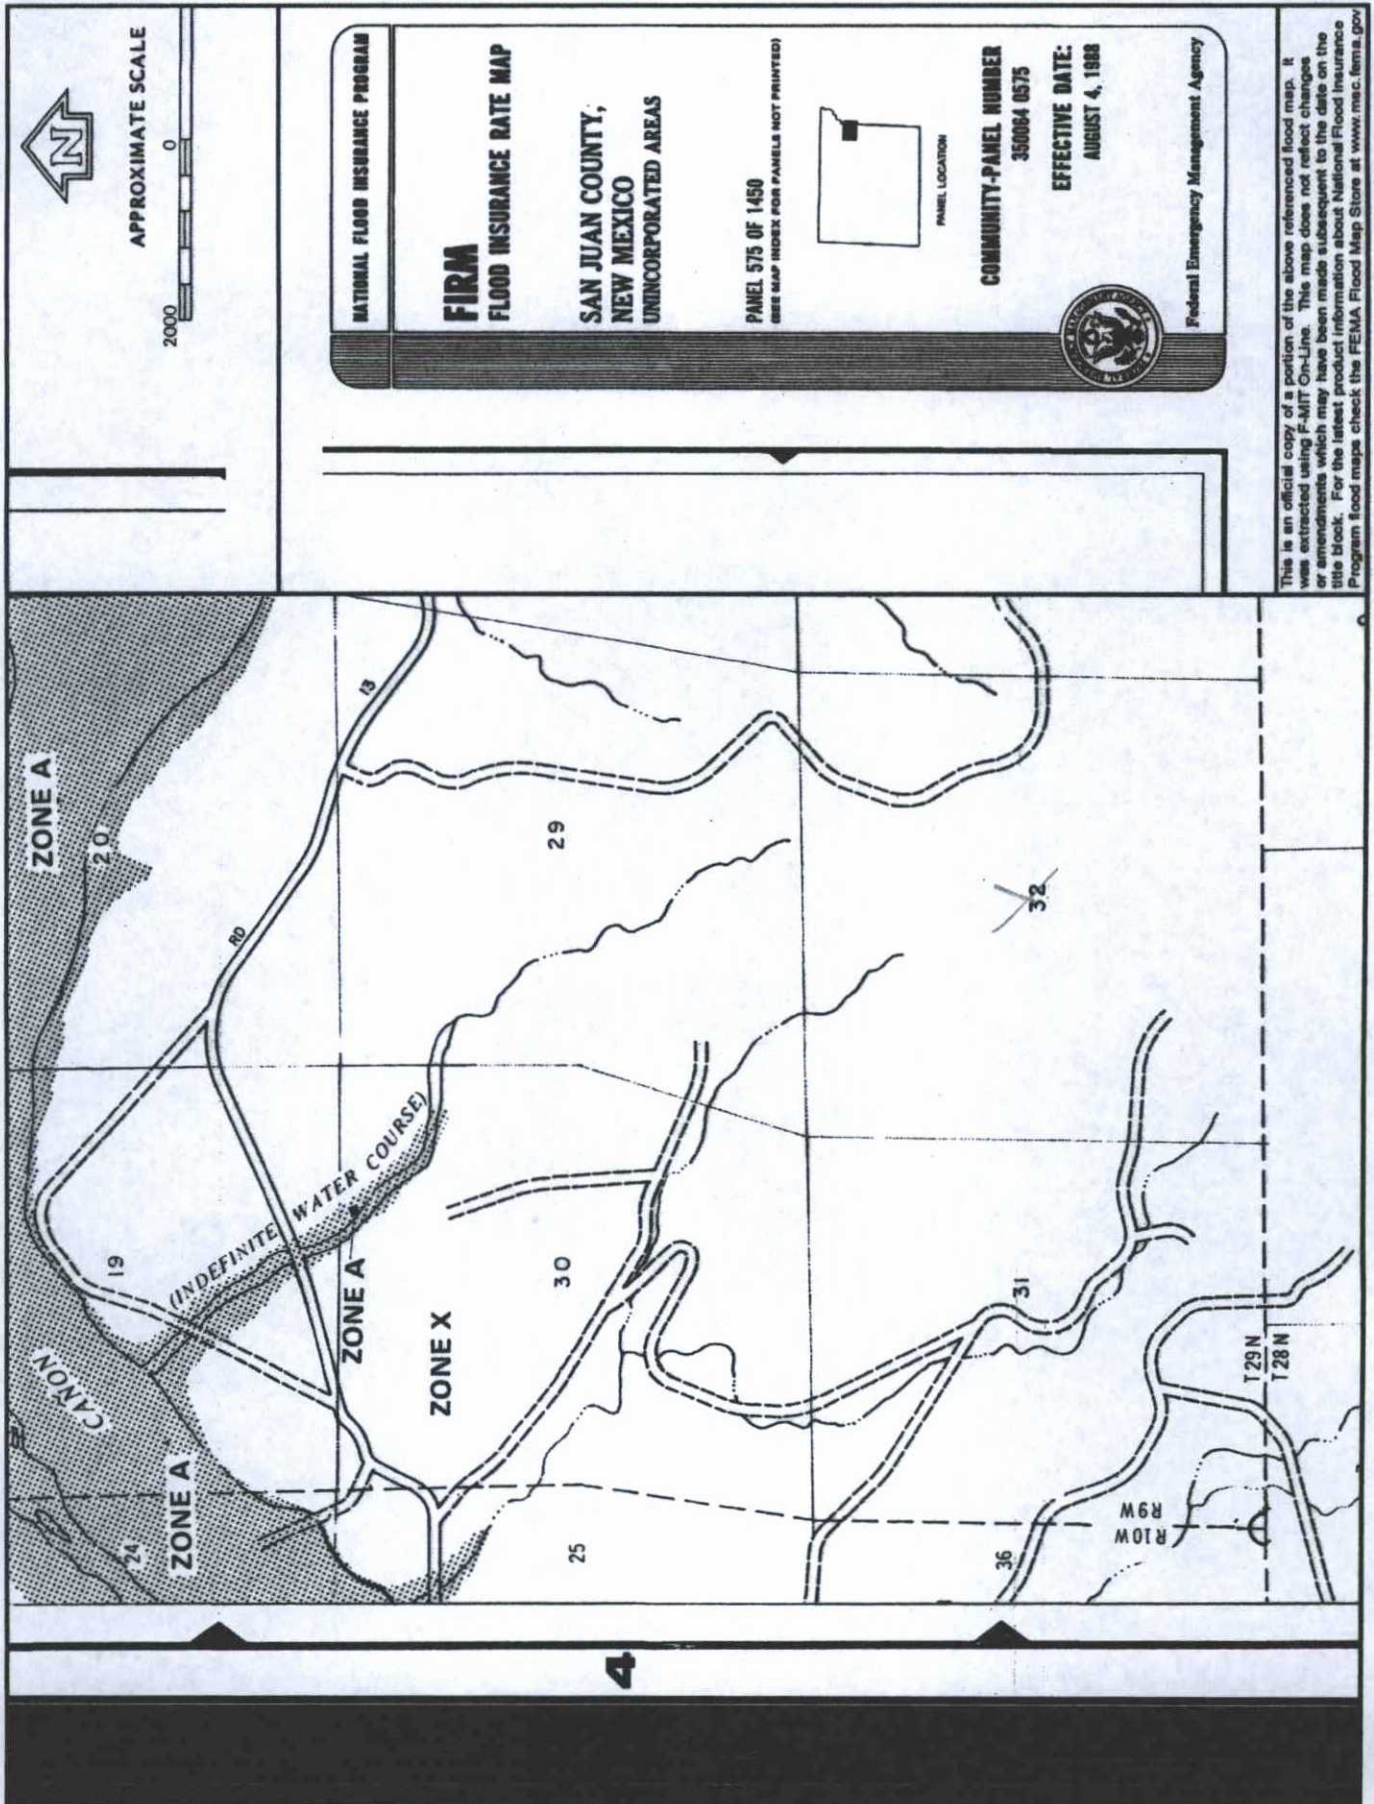 N
APPROXIMATE SCALE
2000 0
NATIONAL FLOOD INSURANCE PROGRAM
FIRM
FLOOD INSURANCE RATE MAP
SAN JUAN COUNTY,
NEW MEXICO
UNINCORPORATED AREAS
PANEL 575 OF 1450
(SEE MAP INDEX FOR PANELS NOT PRINTED)
PANEL LOCATION
COMMUNITY-PANEL NUMBER
350064 0575
EFFECTIVE DATE:
AUGUST 4, 1988
Federal Emergency Management Agency
This is an official copy of a portion of the above referenced flood map. It
was extracted using F-MIT On-Line. This map does not reflect changes
or amendments which may have been made subsequent to the date on the
title block. For the latest product information about National Flood Insurance
Program flood maps check the FEMA Flood Map Store at www.msc.fema.gov
ZONE A
20
13
RD
29
32
19
(INDEFINITE WATER COURSE)
CANON
ZONE A
ZONE X
30
31
ZONE A
24
25
36
T29N
T28N
R9W
R10W
4